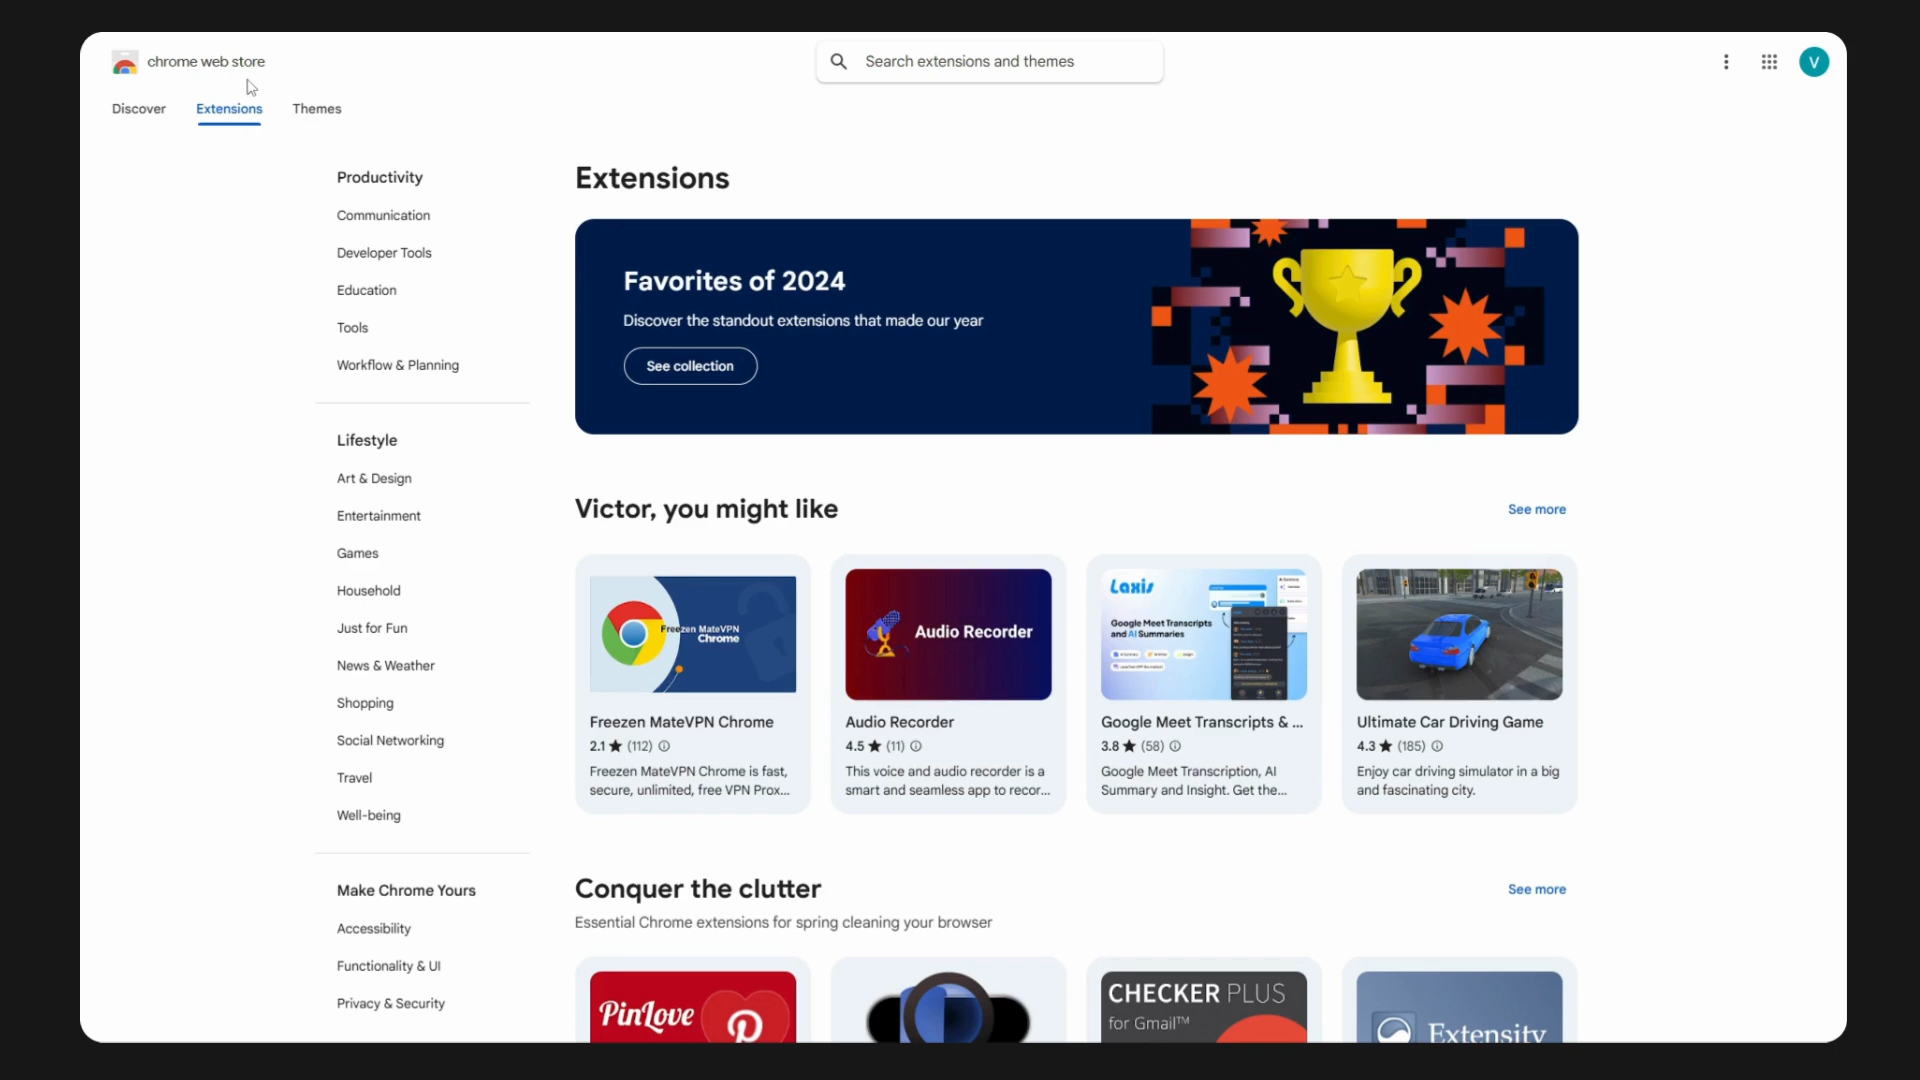 chrome web store
Search extensions and themes
V
Discover
Extensions
Themes
Productivity
Communication
Developer Tools
Education
Tools
Workflow & Planning
Lifestyle
Art & Design
Entertainment
Games
Household
Just for Fun
News & Weather
Shopping
Social Networking
Travel
Well-being
Make Chrome Yours
Accessibility
Functionality & UI
Privacy & Security
Extensions
Favorites of 2024
Discover the standout extensions that made our year
See collection
Victor, you might like
See more
Freezen MateVPN
Chrome
Freezen MateVPN Chrome
2.1 ★ (112)
Freezen MateVPN Chrome is fast,
secure, unlimited, free VPN Prox...
Audio Recorder
Audio Recorder
4.5 ★ (11)
This voice and audio recorder is a
smart and seamless app to recor...
Laxis
Google Meet Transcripts
and AI Summaries
Google Meet Transcripts & ...
3.8 ★ (58)
Google Meet Transcription, AI
Summary and Insight. Get the...
Ultimate Car Driving Game
4.3 ★ (185)
Enjoy car driving simulator in a big
and fascinating city.
Conquer the clutter
See more
Essential Chrome extensions for spring cleaning your browser
PinLove
CHECKER PLUS
for Gmail™
Extensity